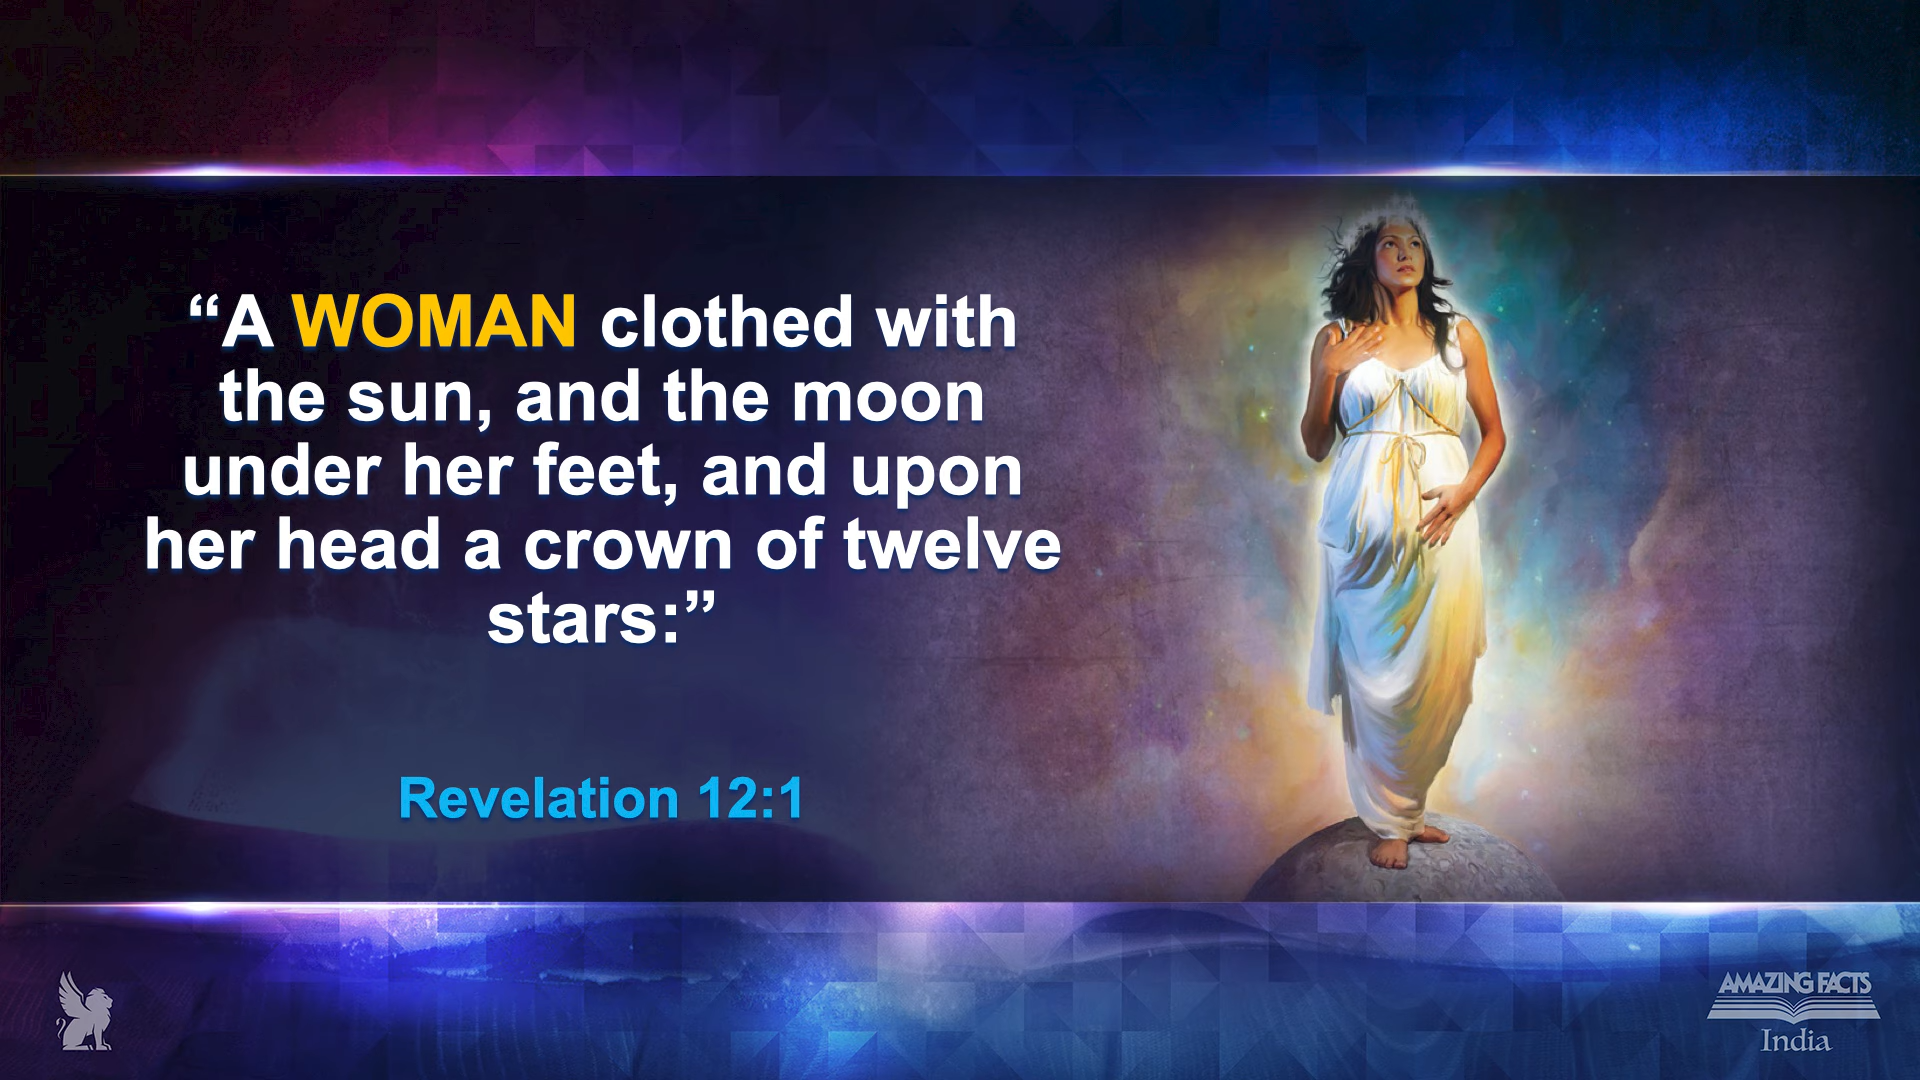 “A WOMAN clothed with
the sun, and the moon
under her feet, and upon
her head a crown of twelve
stars:”
Revelation 12:1
AMAZING FACTS
India